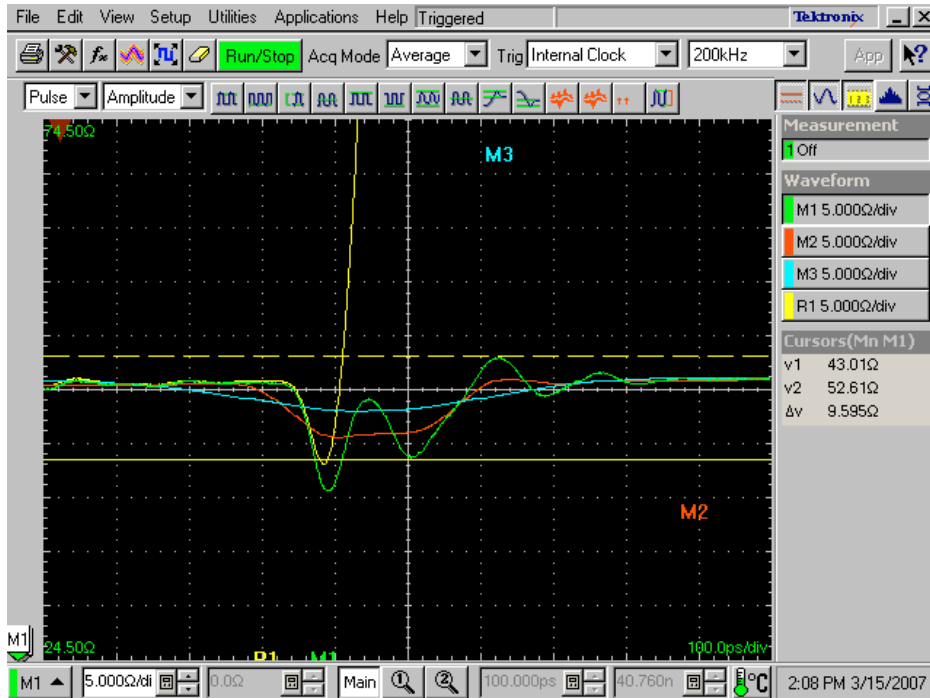 File Edit View Setup Utilities Applications Help Triggered Tektronix
Run/Stop Acq Mode Average Trig Internal Clock 200kHz App
Pulse Amplitude
74.50Ω
M3
Measurement
1 Off
Waveform
M1 5.000Ω/div
M2 5.000Ω/div
M3 5.000Ω/div
R1 5.000Ω/div
Cursors(Mn M1)
v1 43.01Ω
v2 52.61Ω
Δv 9.595Ω
M2
M1
24.50Ω
R1 M1
100.0ps/div
M1 5.000Ω/di 0.0Ω Main 1 2 100.000ps 40.760n °C 2:08 PM 3/15/2007